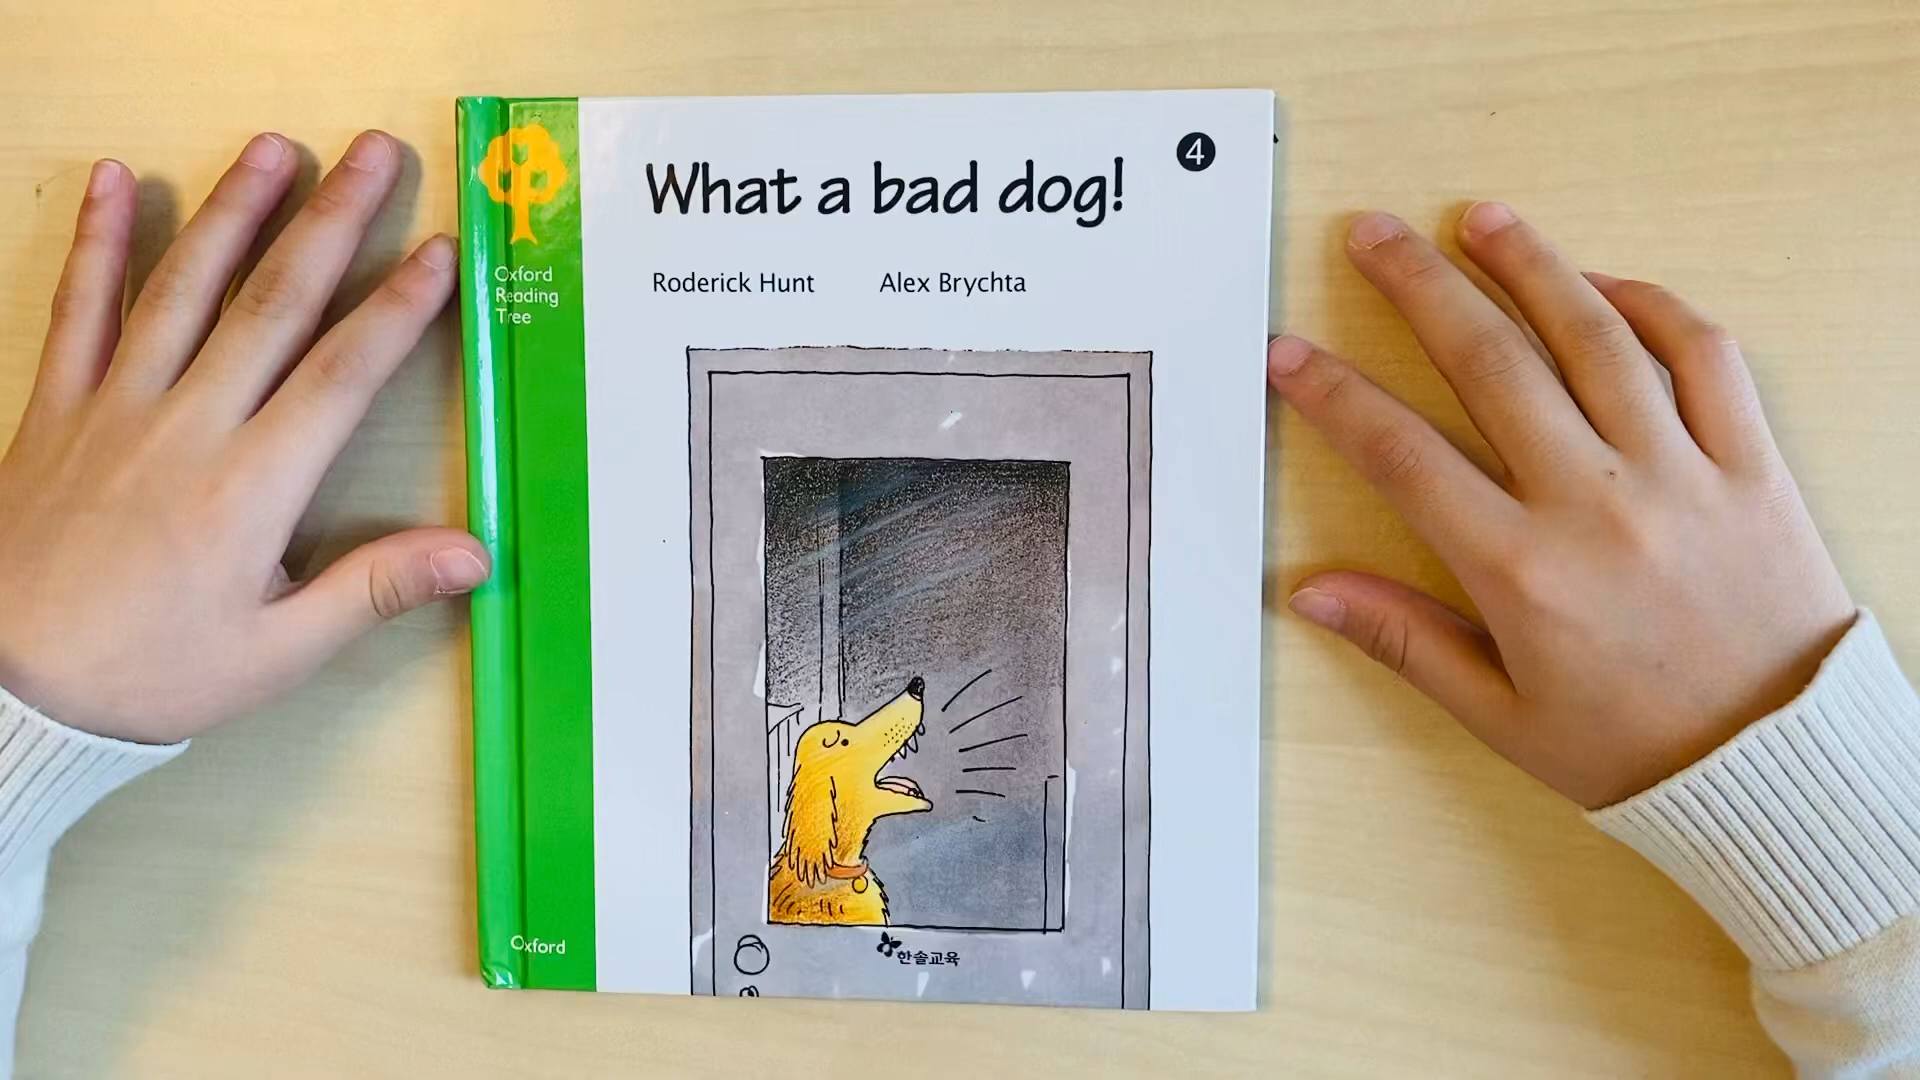 What a bad dog!
4
Roderick Hunt Alex Brychta
Oxford
Reading
Tree
한솔교육
Oxford